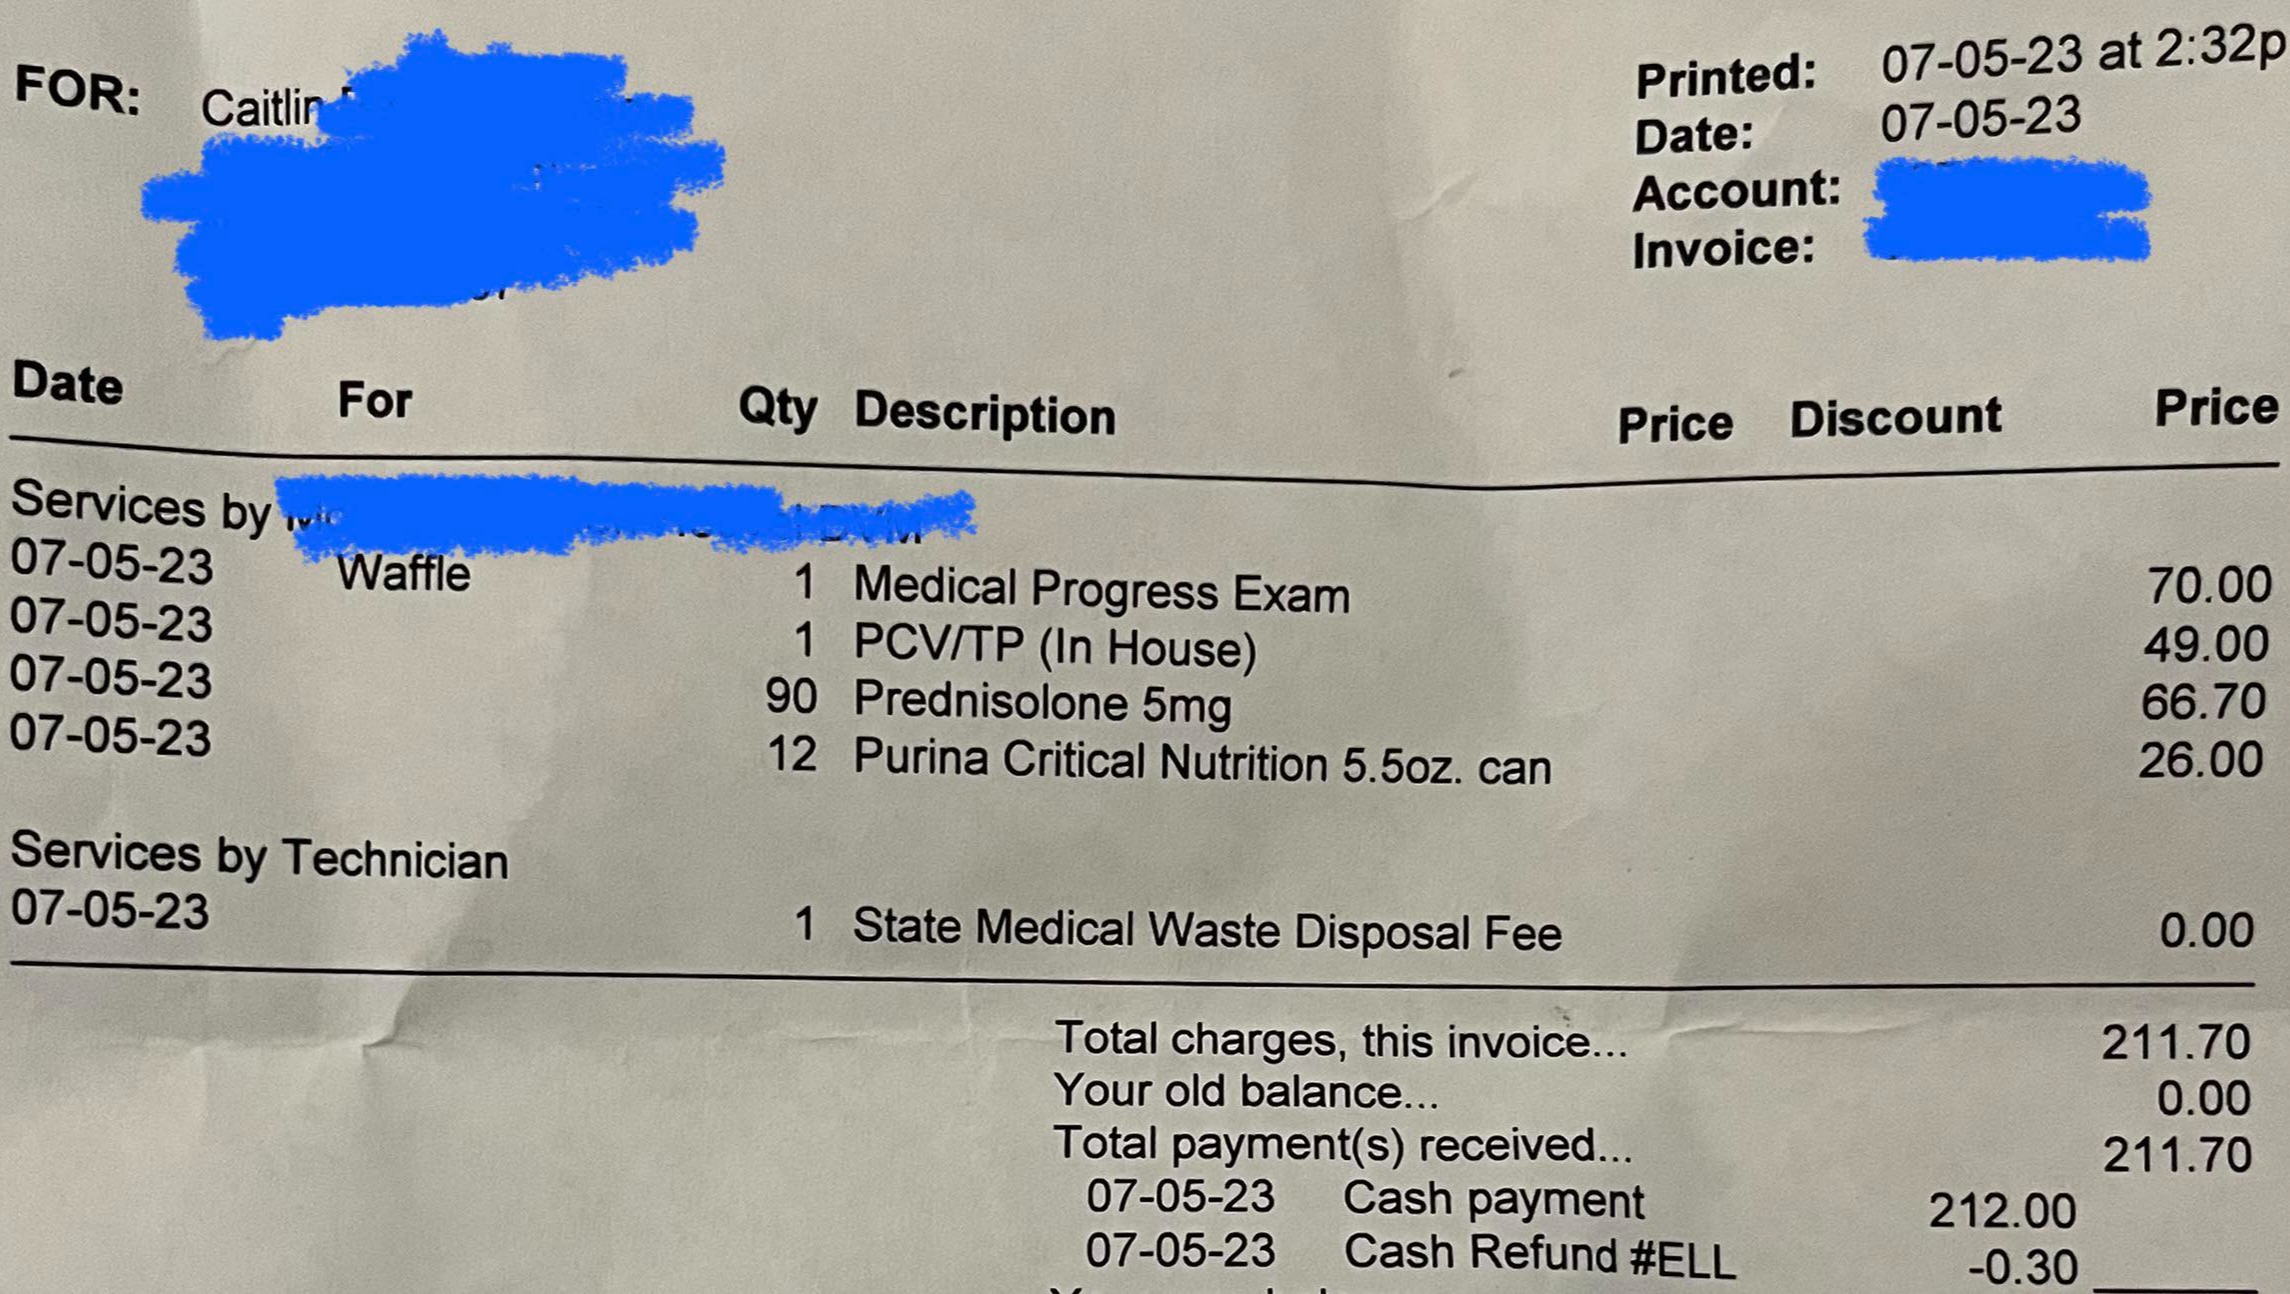 FOR: Caitlin
Printed: 07-05-23 at 2:32p
Date: 07-05-23
Account:
Invoice:
Date For Qty Description Price Discount Price
Services by
07-05-23 Waffle 1 Medical Progress Exam 70.00
07-05-23 1 PCV/TP (In House) 49.00
07-05-23 90 Prednisolone 5mg 66.70
07-05-23 12 Purina Critical Nutrition 5.5oz. can 26.00
Services by Technician
07-05-23 1 State Medical Waste Disposal Fee 0.00
Total charges, this invoice... 211.70
Your old balance... 0.00
Total payment(s) received... 211.70
07-05-23 Cash payment 212.00
07-05-23 Cash Refund #ELL -0.30